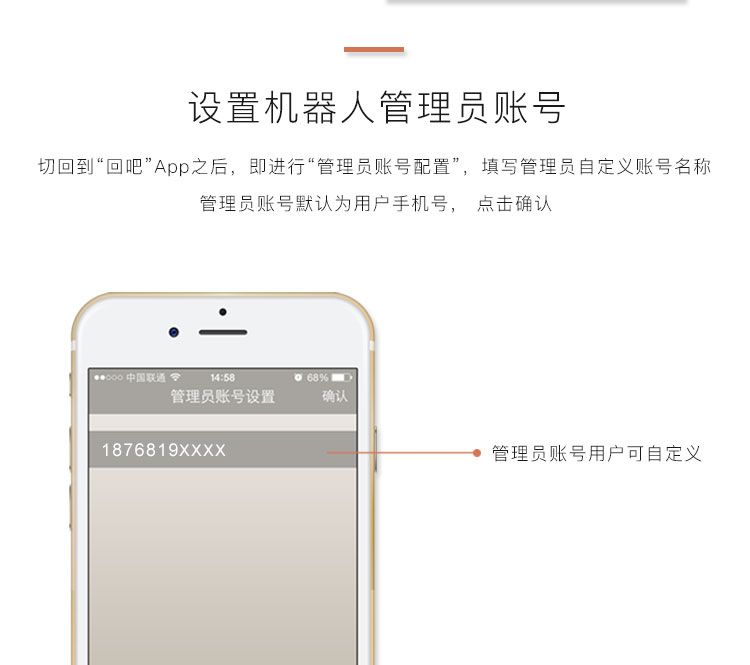 设置机器人管理员账号
切回到“回吧”App之后，即进行“管理员账号配置”，填写管理员自定义账号名称
管理员账号默认为用户手机号， 点击确认
中国联通 14:58 68%
管理员账号设置 确认
1876819XXXX
管理员账号用户可自定义